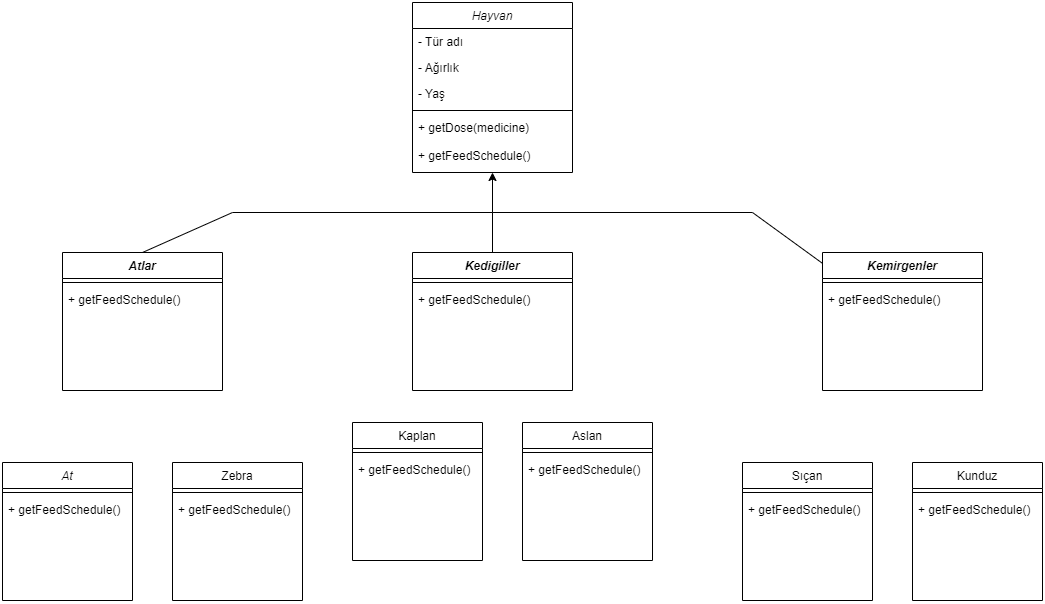 Hayvan
- Tür adı
- Ağırlık
- Yaş
+ getDose(medicine)
+ getFeedSchedule()
Atlar
+ getFeedSchedule()
Kedigiller
+ getFeedSchedule()
Kemirgenler
+ getFeedSchedule()
Kaplan
+ getFeedSchedule()
Aslan
+ getFeedSchedule()
At
+ getFeedSchedule()
Zebra
+ getFeedSchedule()
Sıçan
+ getFeedSchedule()
Kunduz
+ getFeedSchedule()